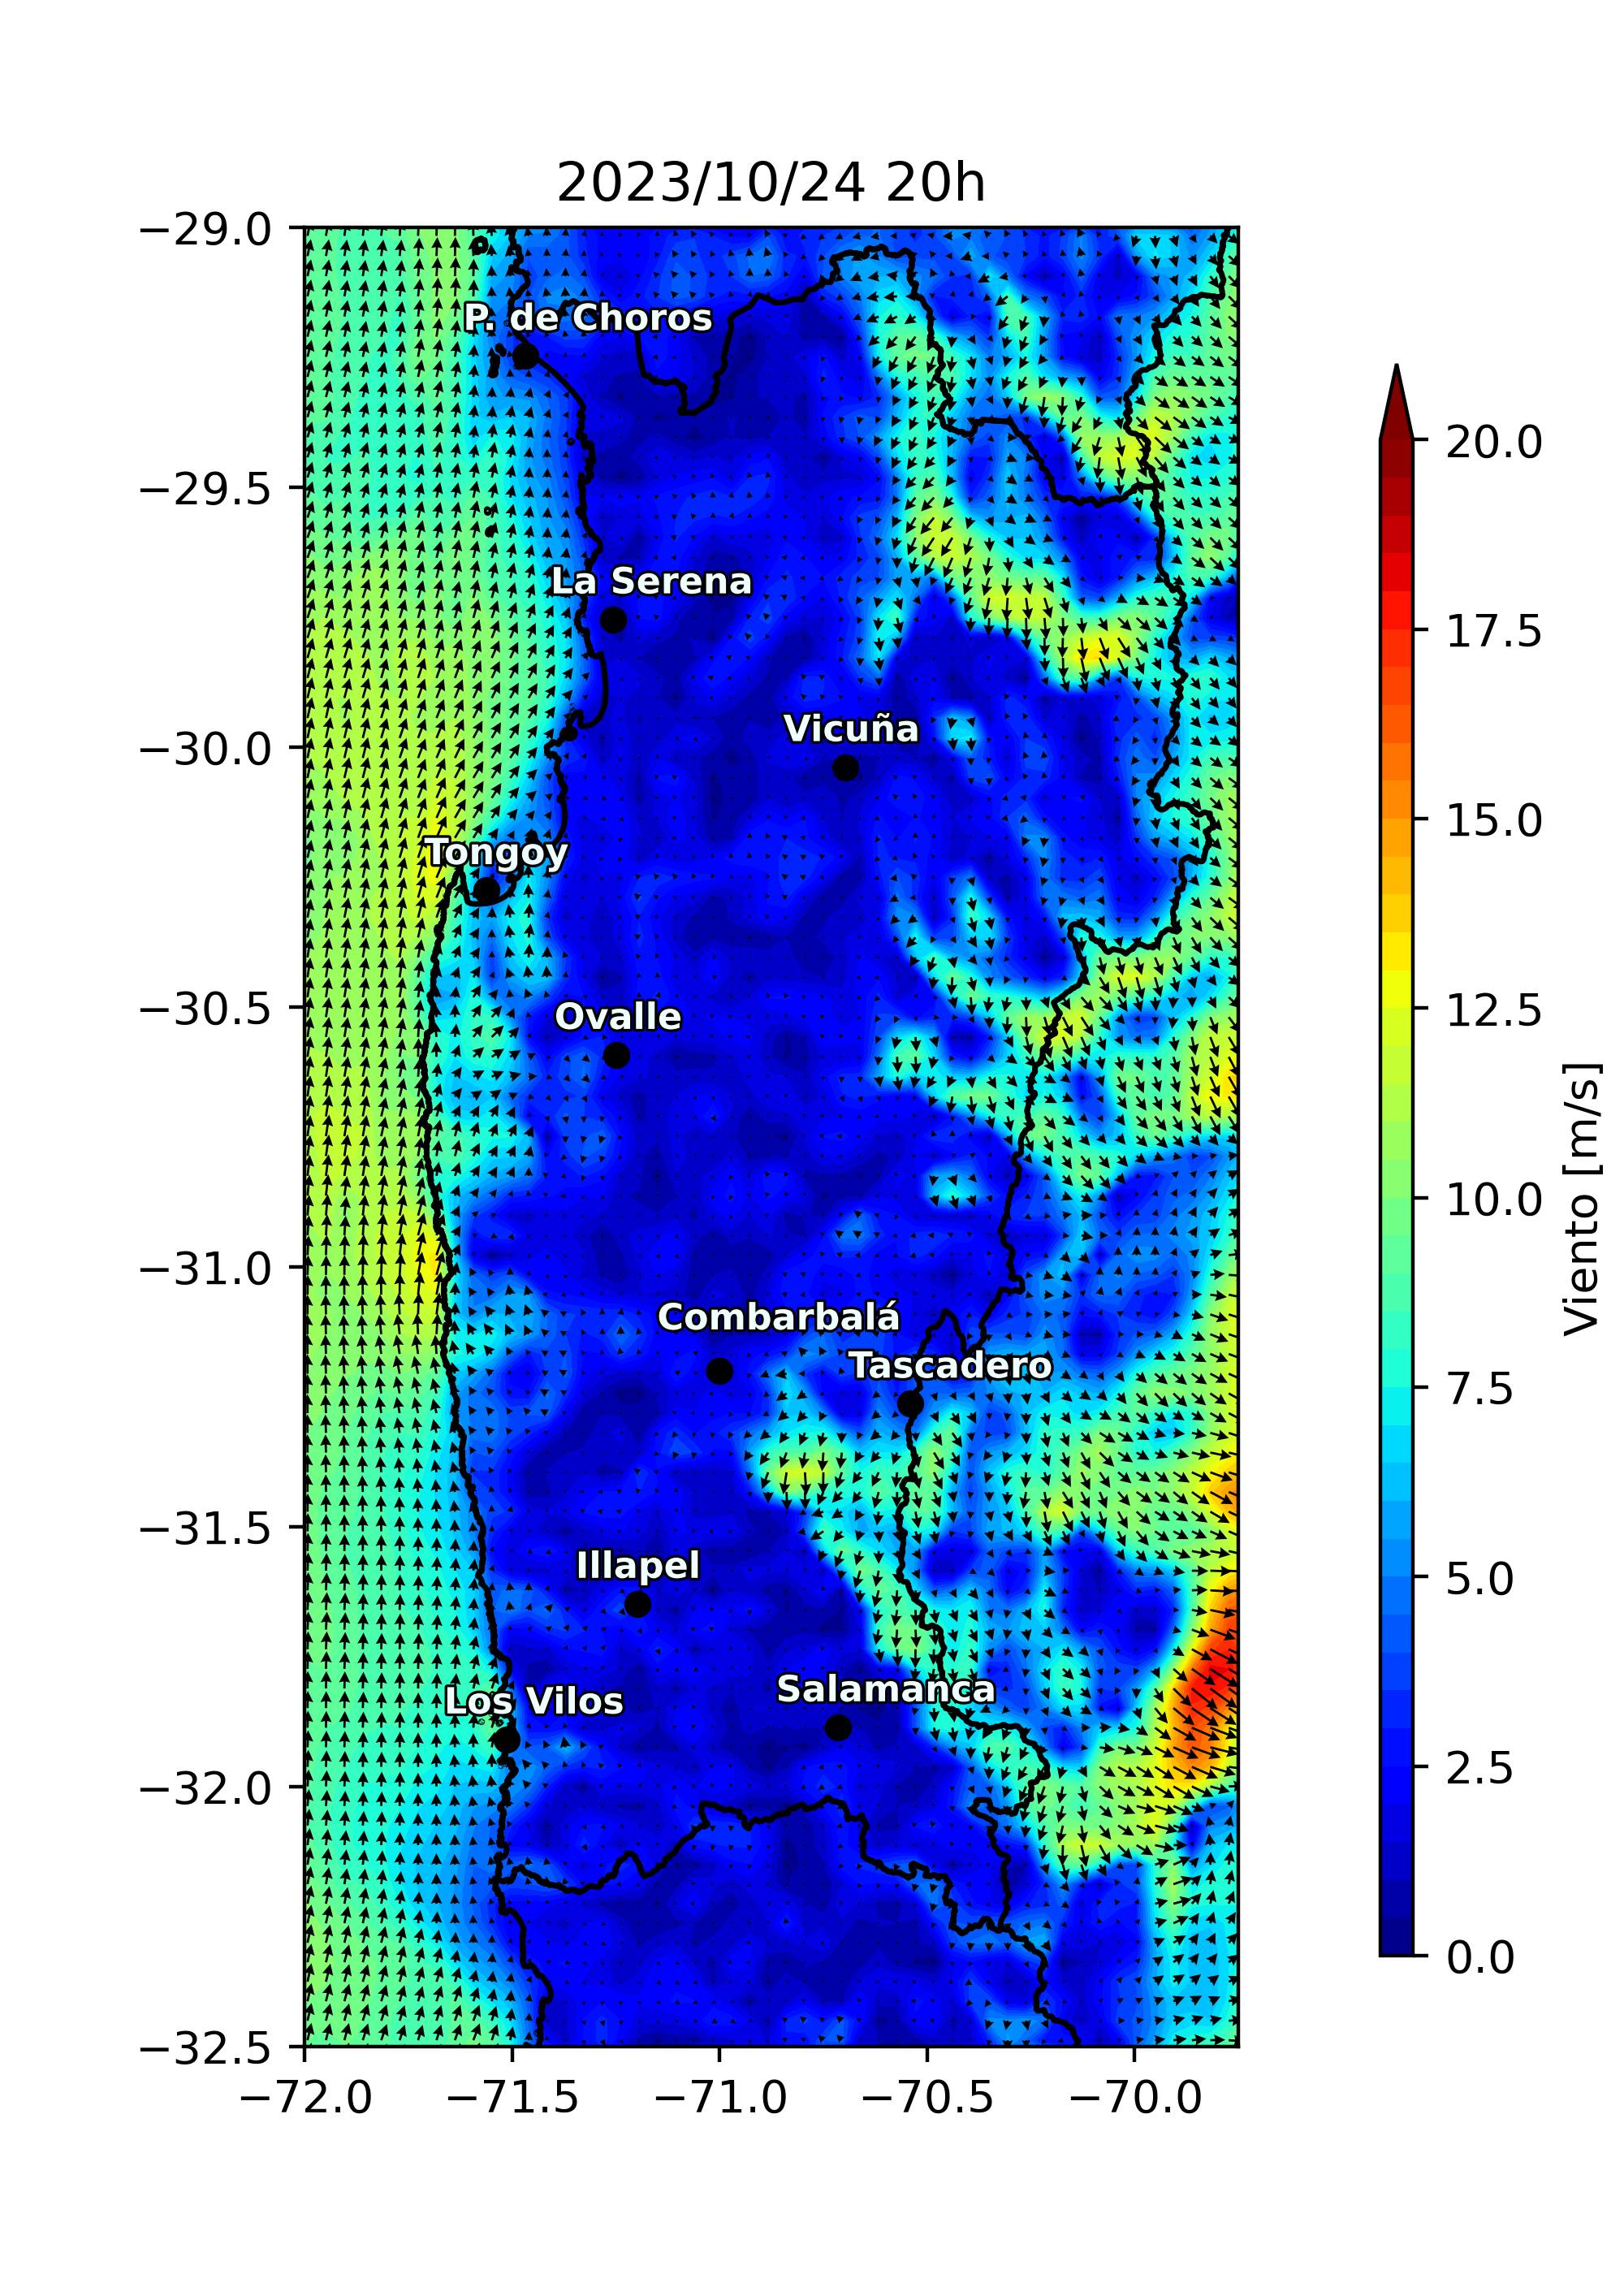 2023/10/24 20h
−29.0
−29.5
−30.0
−30.5
−31.0
−31.5
−32.0
−32.5
−72.0 −71.5 −71.0 −70.5 −70.0
P. de Choros
La Serena
Vicuña
Tongoy
Ovalle
Combarbalá
Tascadero
Illapel
Salamanca
Los Vilos
20.0
17.5
15.0
12.5
10.0
7.5
5.0
2.5
0.0
Viento [m/s]